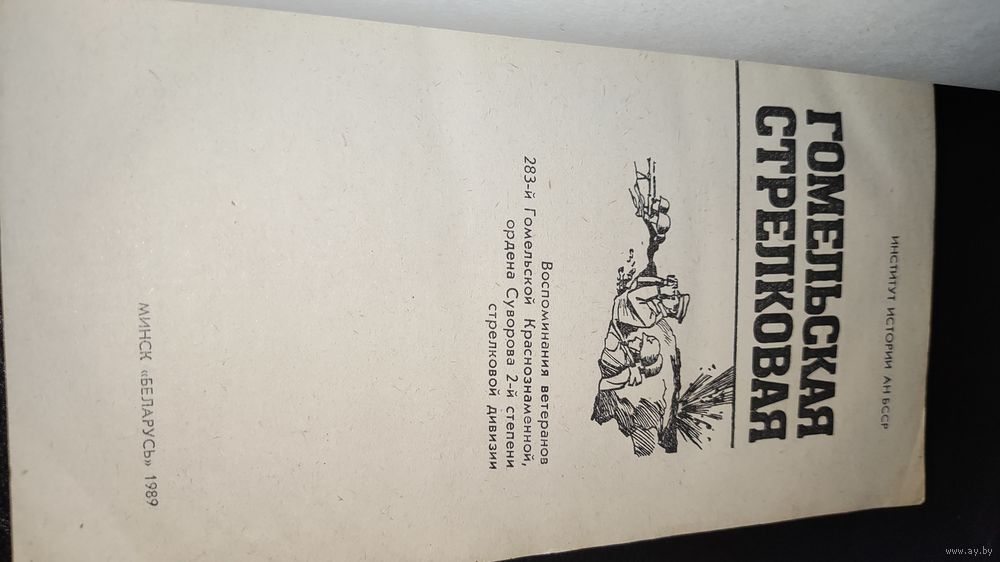 ИНСТИТУТ ИСТОРИИ АН БССР
ГОМЕЛЬСКАЯ
СТРЕЛКОВАЯ
Воспоминания ветеранов
283-й Гомельской Краснознаменной,
ордена Суворова 2-й степени
стрелковой дивизии
МИНСК «БЕЛАРУСЬ» 1989
www.ay.by